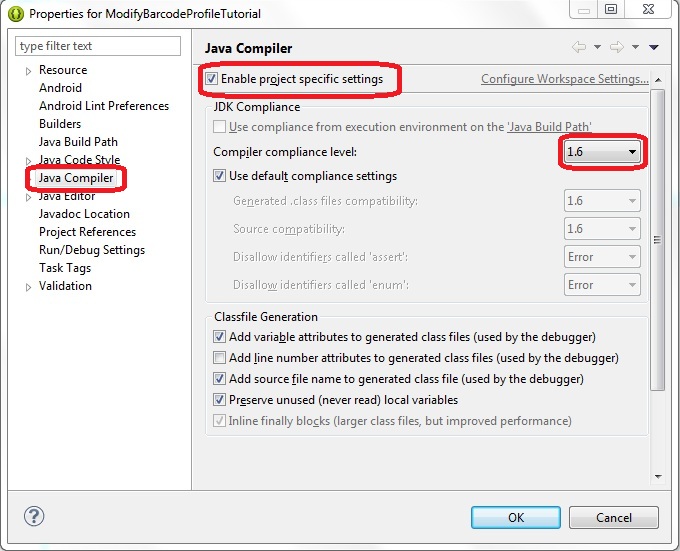 Properties for ModifyBarcodeProfileTutorial
type filter text
Resource
Android
Android Lint Preferences
Builders
Java Build Path
Java Code Style
Java Compiler
Java Editor
Javadoc Location
Project References
Run/Debug Settings
Task Tags
Validation
Java Compiler
Enable project specific settings
Configure Workspace Settings...
JDK Compliance
Use compliance from execution environment on the 'Java Build Path'
Compiler compliance level: 1.6
Use default compliance settings
Generated .class files compatibility: 1.6
Source compatibility: 1.6
Disallow identifiers called 'assert': Error
Disallow identifiers called 'enum': Error
Classfile Generation
Add variable attributes to generated class files (used by the debugger)
Add line number attributes to generated class files (used by the debugger)
Add source file name to generated class file (used by the debugger)
Preserve unused (never read) local variables
Inline finally blocks (larger class files, but improved performance)
?
OK
Cancel